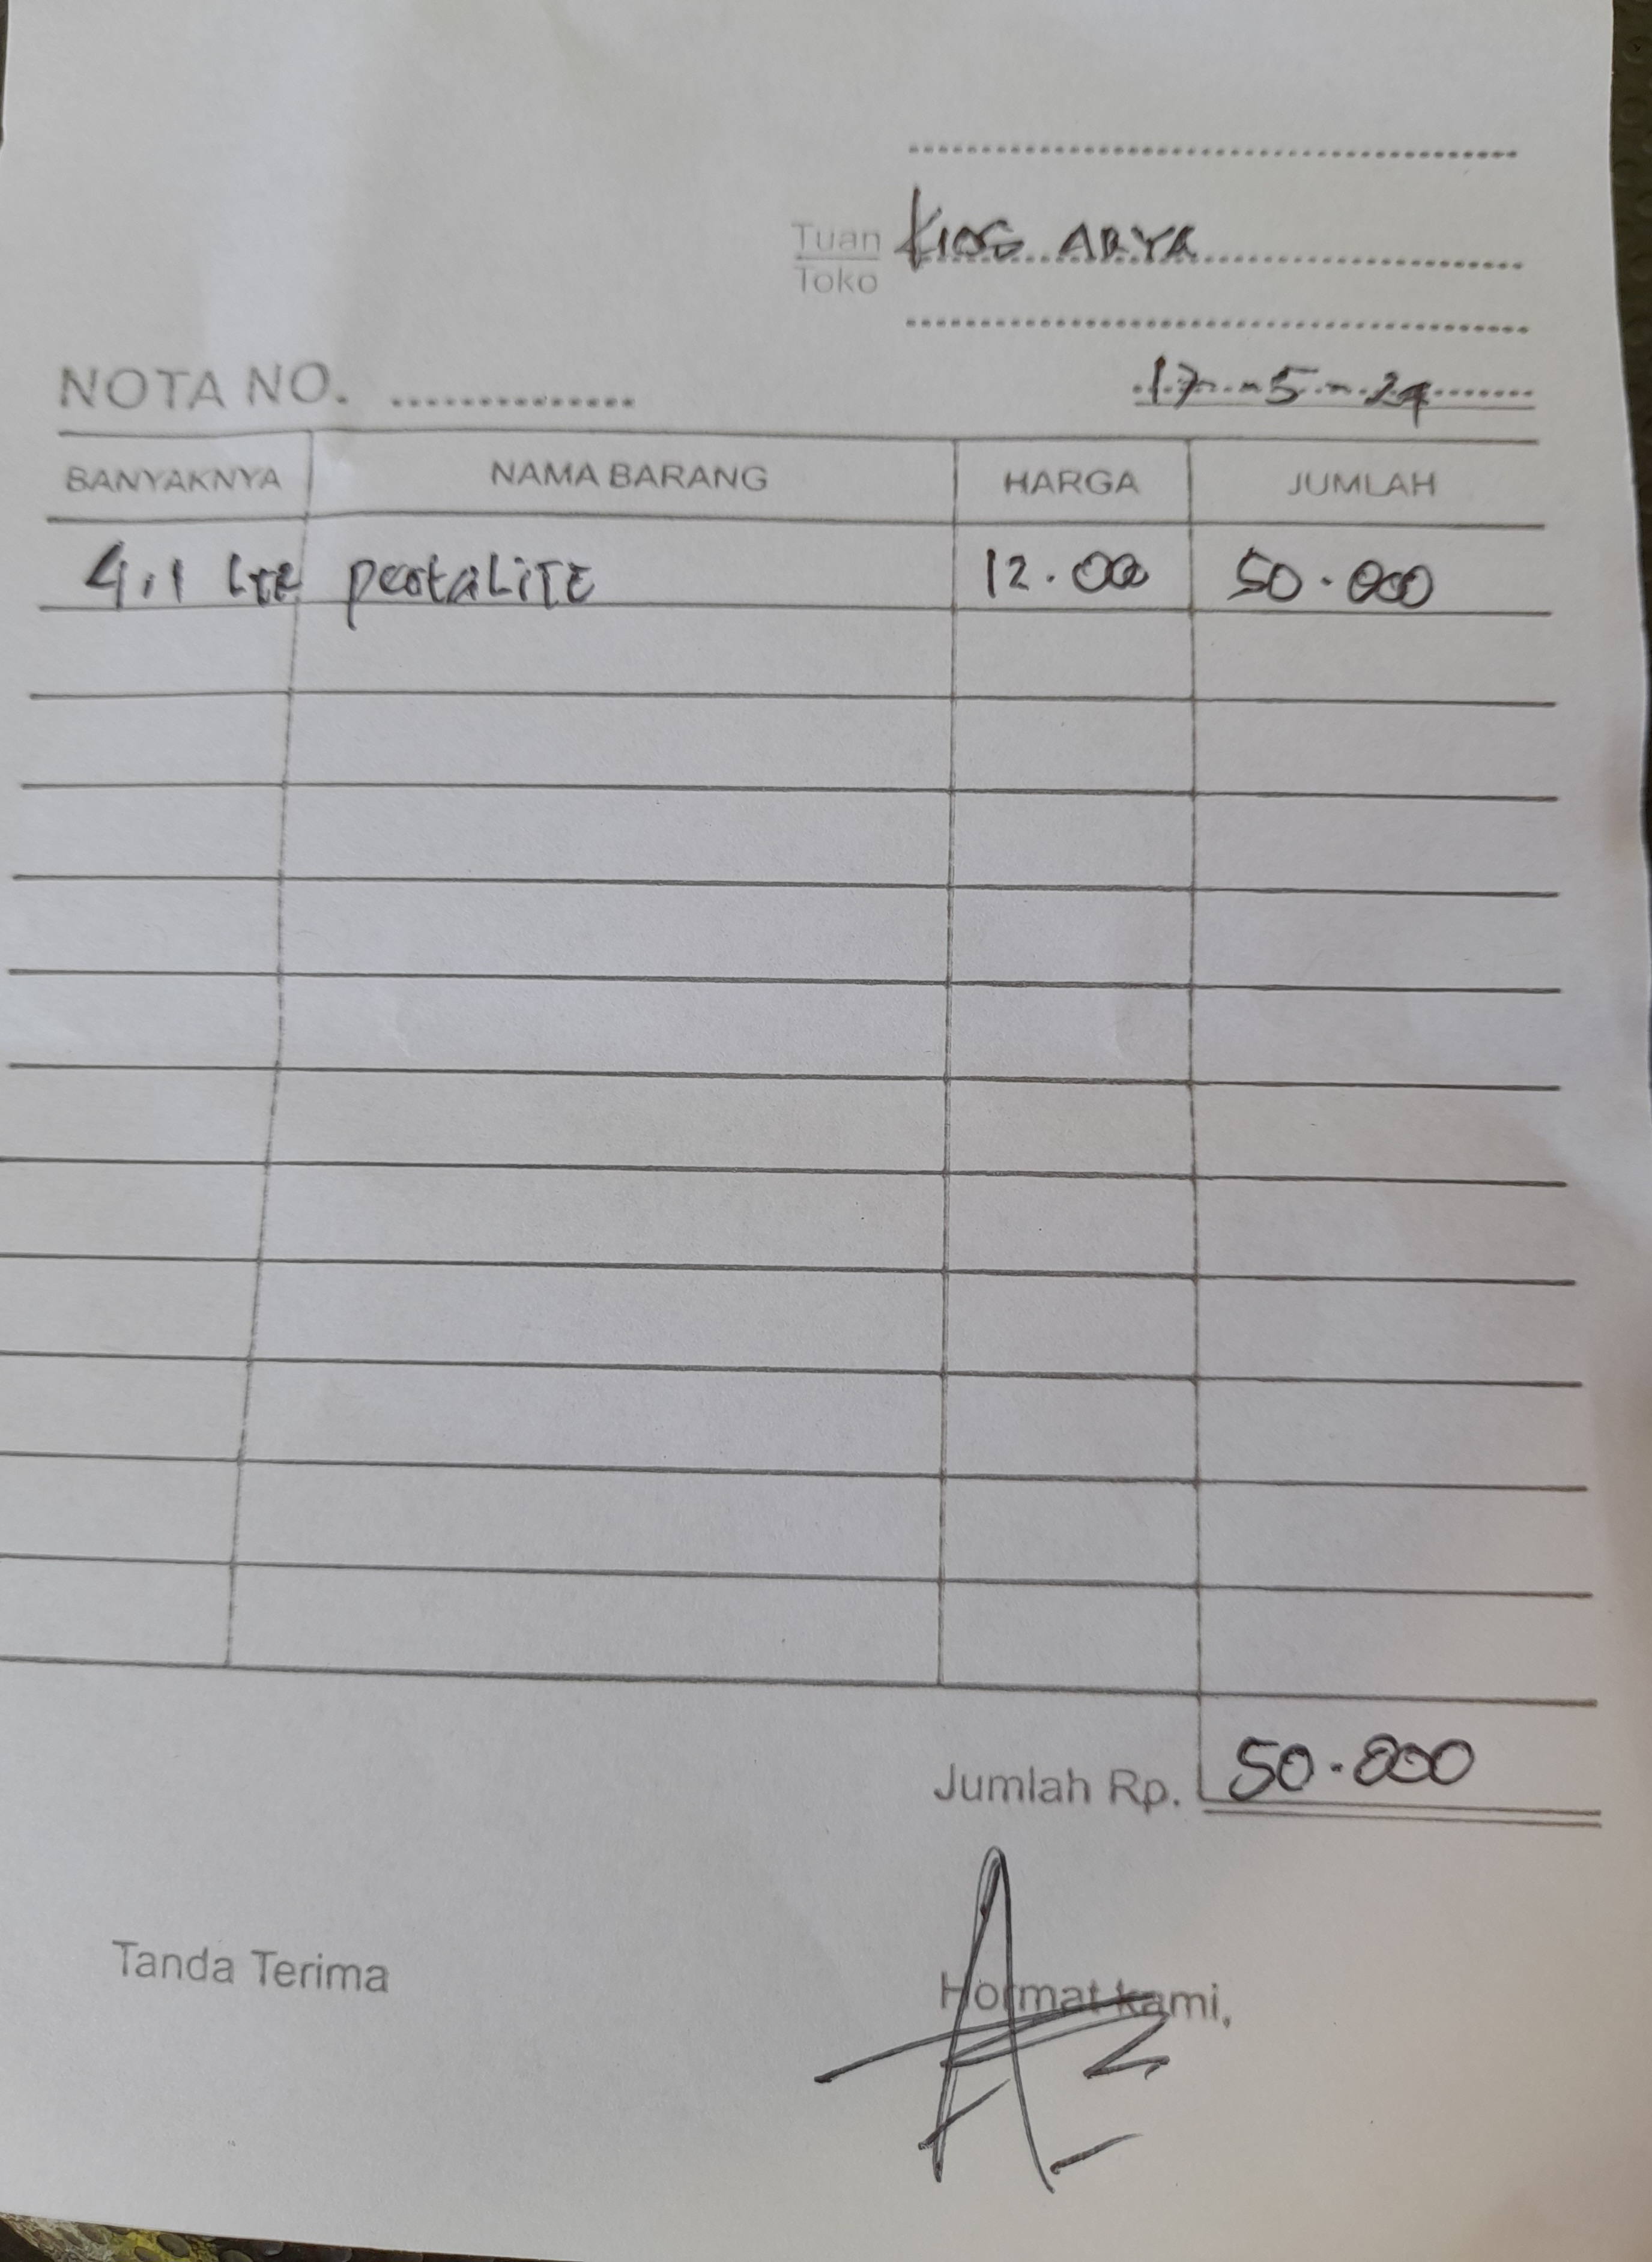 Tuan
Toko
KIOS ARYA
NOTA NO. ..............
17-5-24
BANYAKNYA NAMA BARANG HARGA JUMLAH
4,1 Ltr pertaLiTE 12.000 50.000
Jumlah Rp. 50.000
Tanda Terima
Hormat kami,